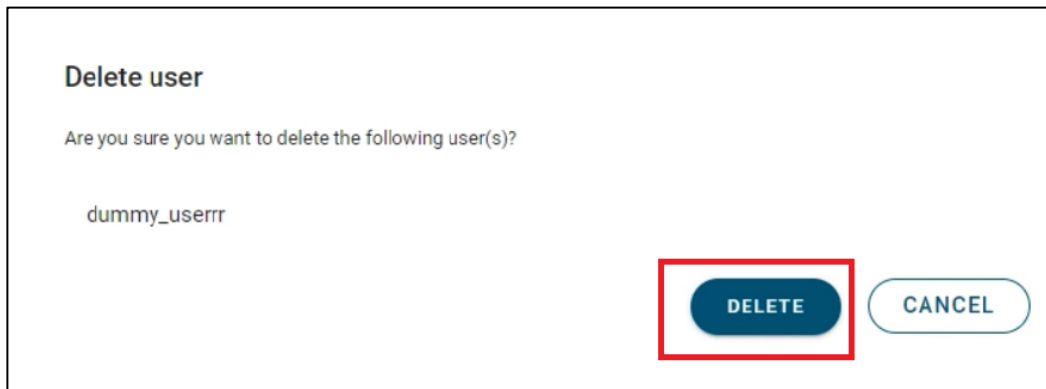 Delete user
Are you sure you want to delete the following user(s)?
dummy_userrr
DELETE
CANCEL